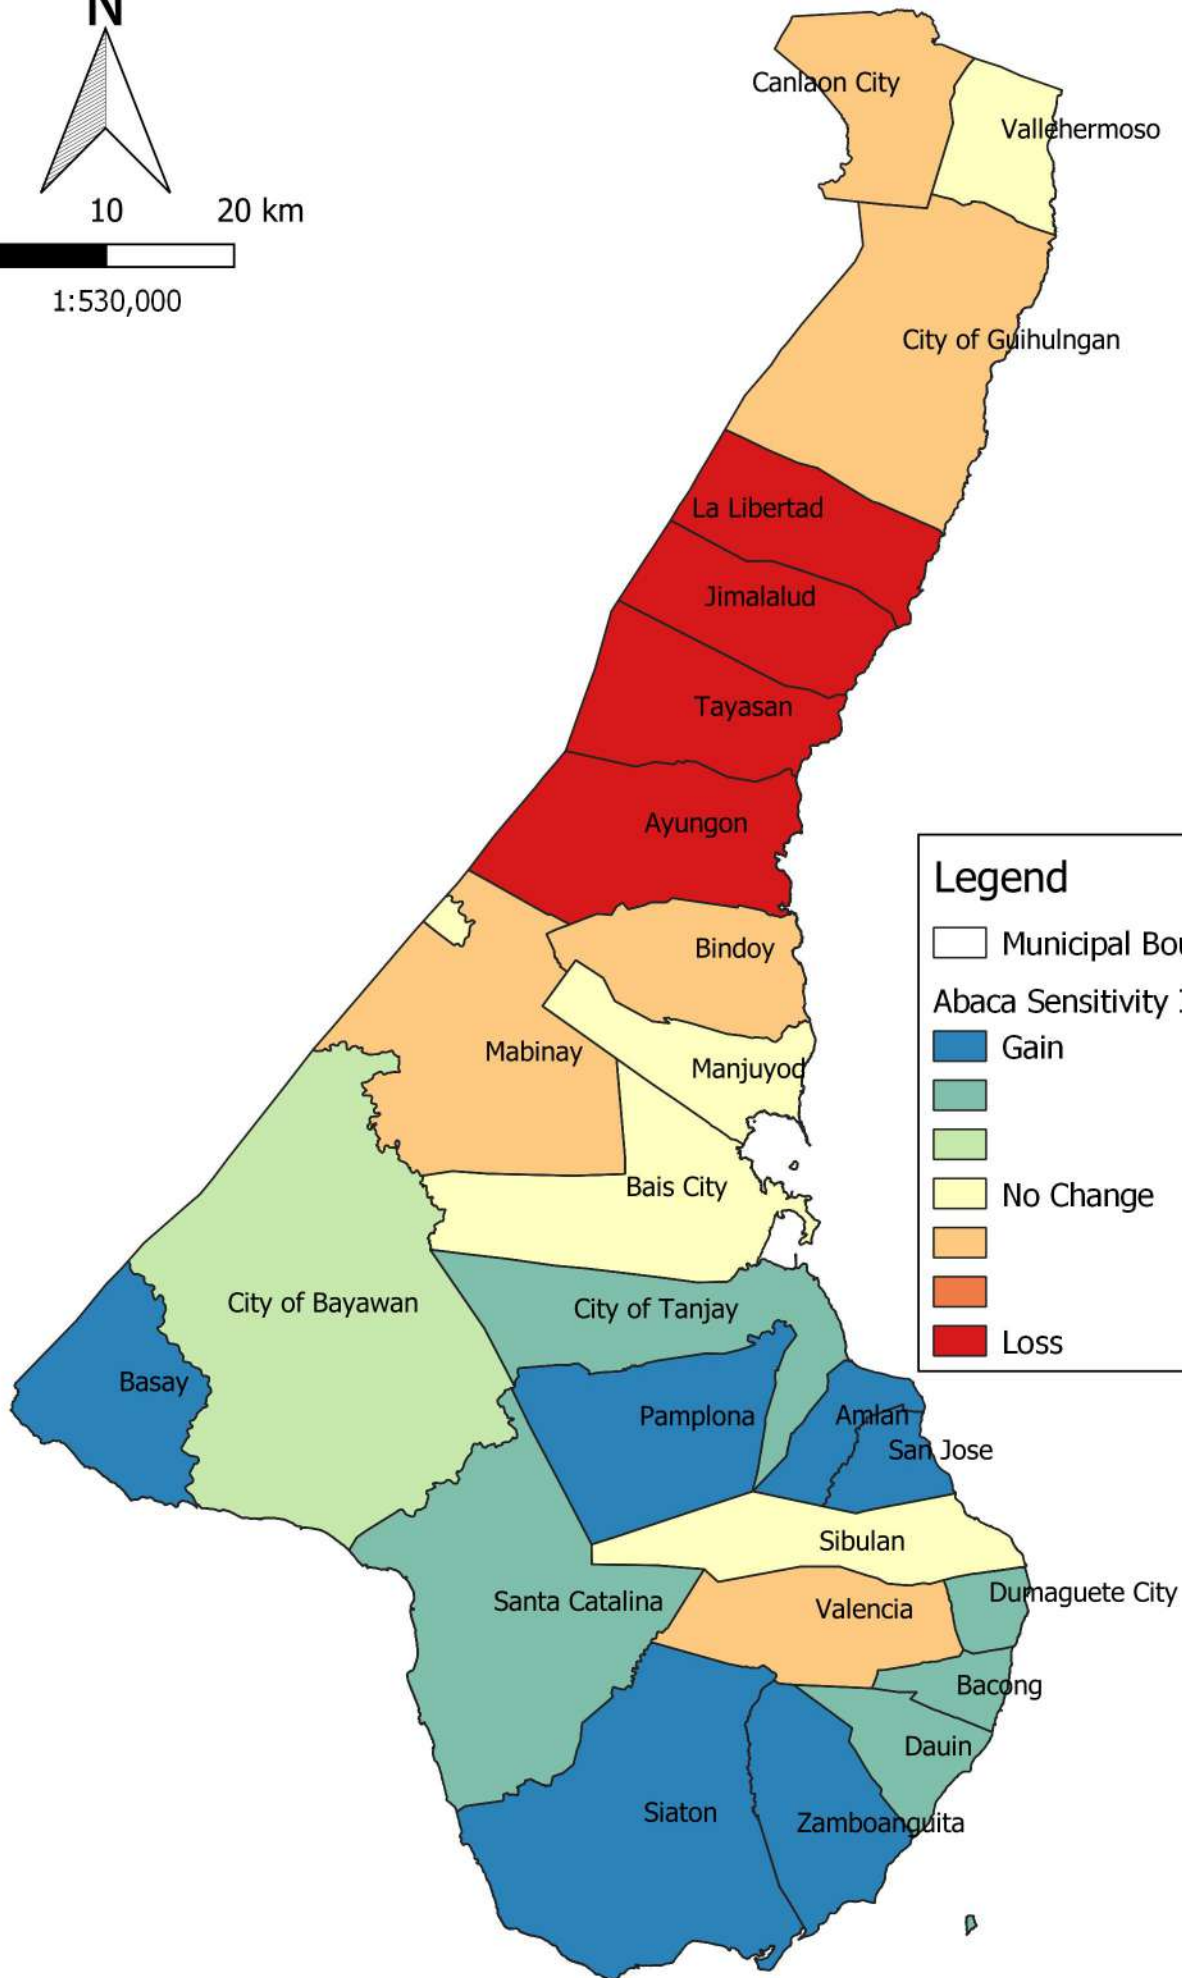 N
10 20 km
1:530,000
Canlaon City
Vallehermoso
City of Guihulngan
La Libertad
Jimalalud
Tayasan
Ayungon
Legend
Municipal
Bindoy
Abaca Sensitivity
Gain
Mabinay
Manjuyod
Bais City
No Change
City of Bayawan
City of Tanjay
Loss
Basay
Pamplona
Amlan
San Jose
Sibulan
Santa Catalina
Valencia
Dumaguete City
Bacong
Dauin
Siaton
Zamboanguita